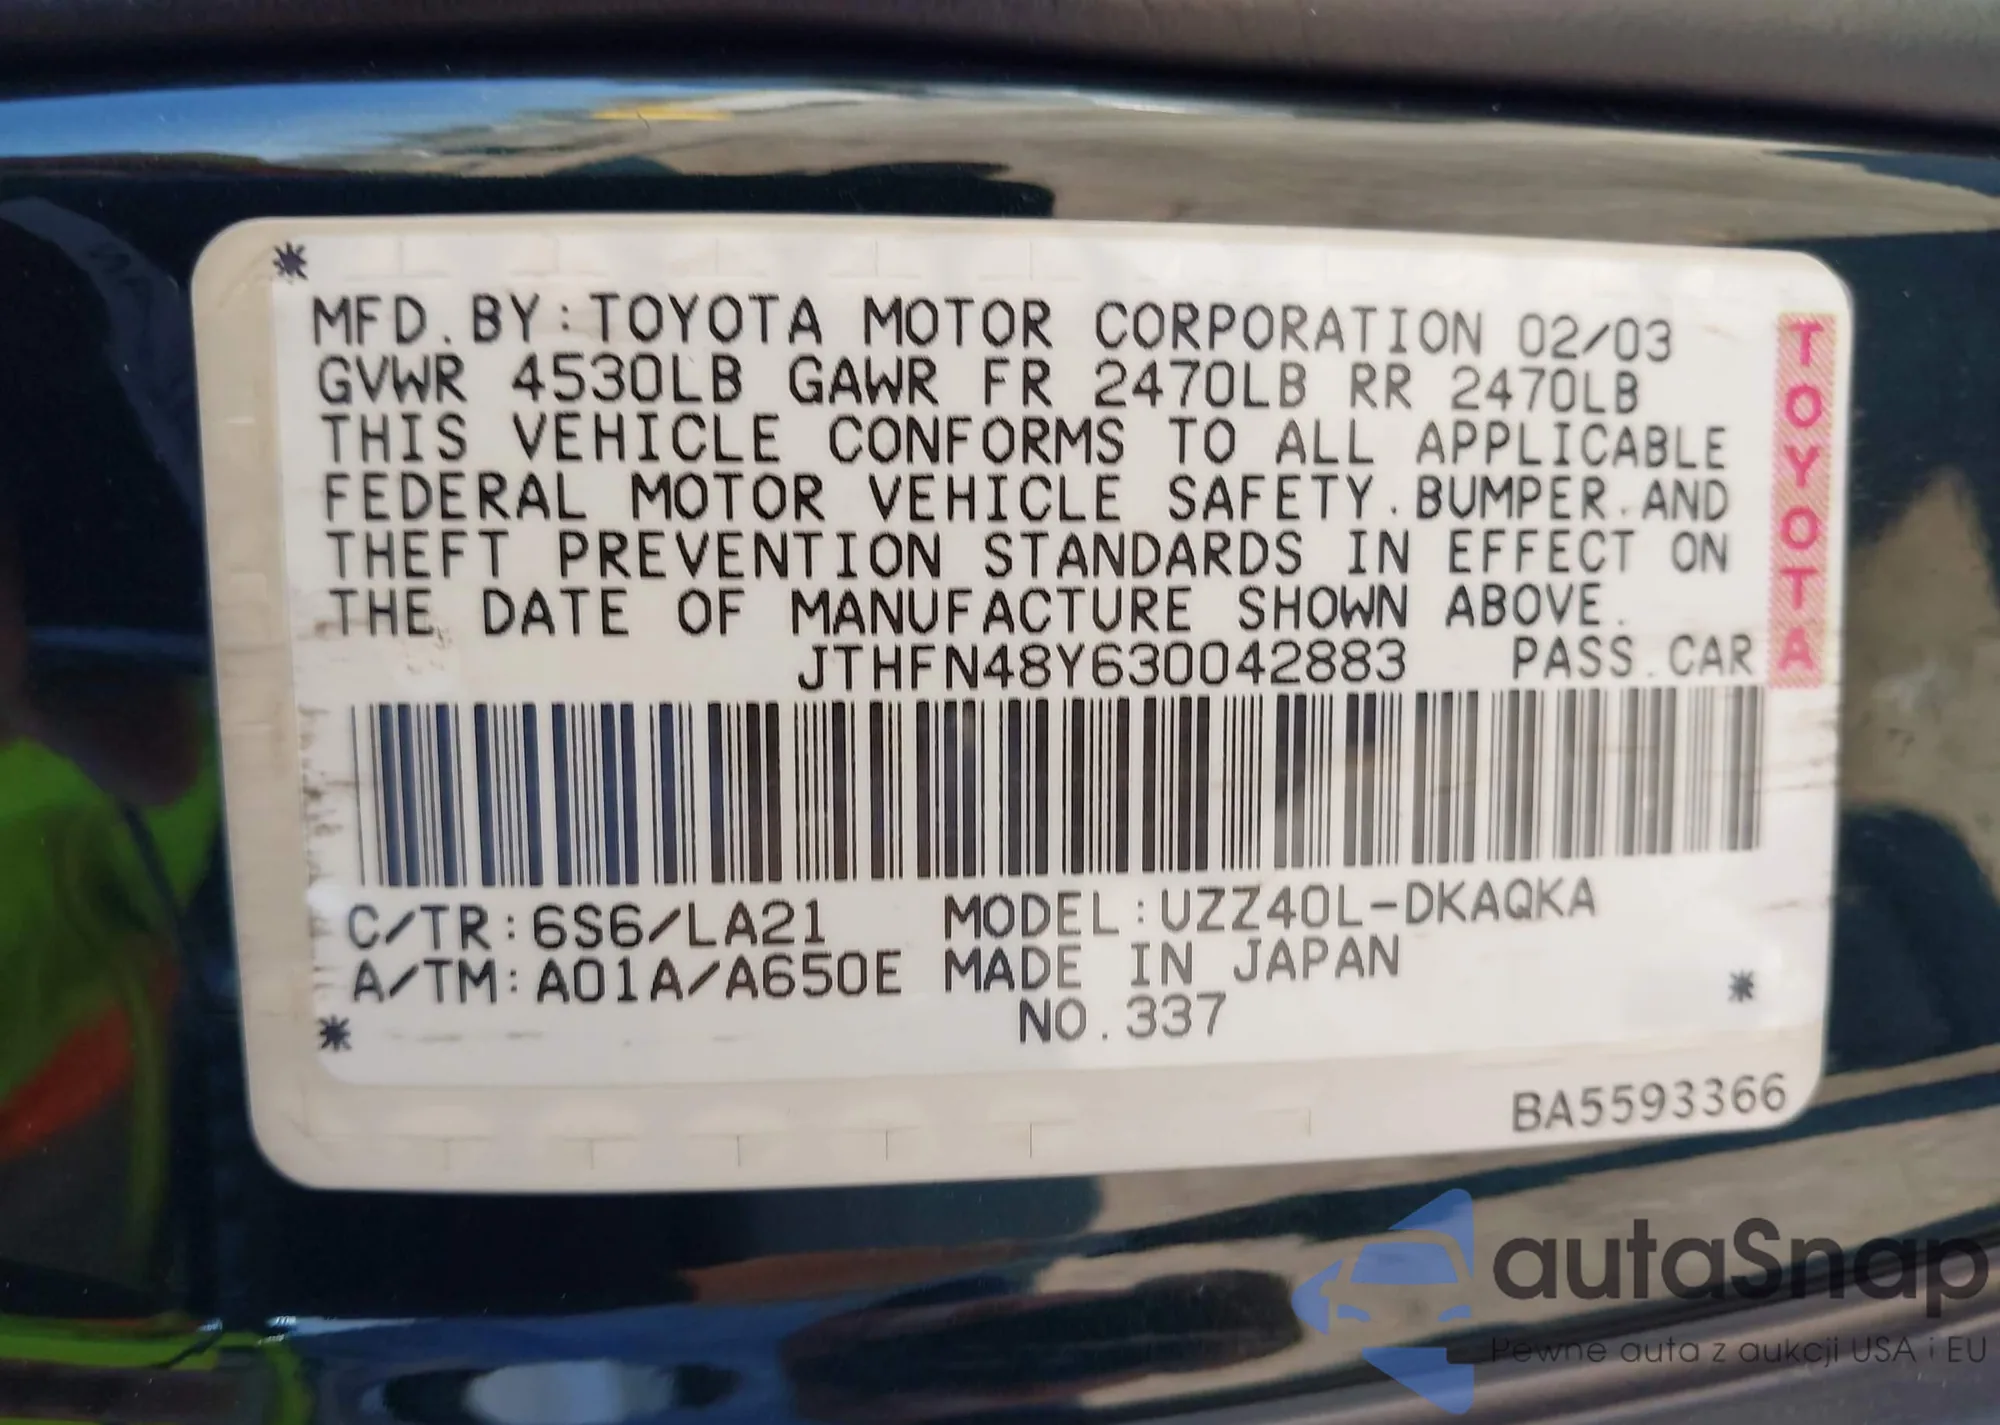 MFD.BY:TOYOTA MOTOR CORPORATION 02/03
GVWR 4530LB GAWR FR 2470LB RR 2470LB
THIS VEHICLE CONFORMS TO ALL APPLICABLE
FEDERAL MOTOR VEHICLE SAFETY.BUMPER.AND
THEFT PREVENTION STANDARDS IN EFFECT ON
THE DATE OF MANUFACTURE SHOWN ABOVE.
JTHFN48Y630042883 PASS.CAR
TOYOTA
C/TR:6S6/LA21 MODEL:UZZ40L-DKAQKA
A/TM:A01A/A650E MADE IN JAPAN
NO.337
BA5593366
autaSnap
Pewne auta z aukcji USA i EU